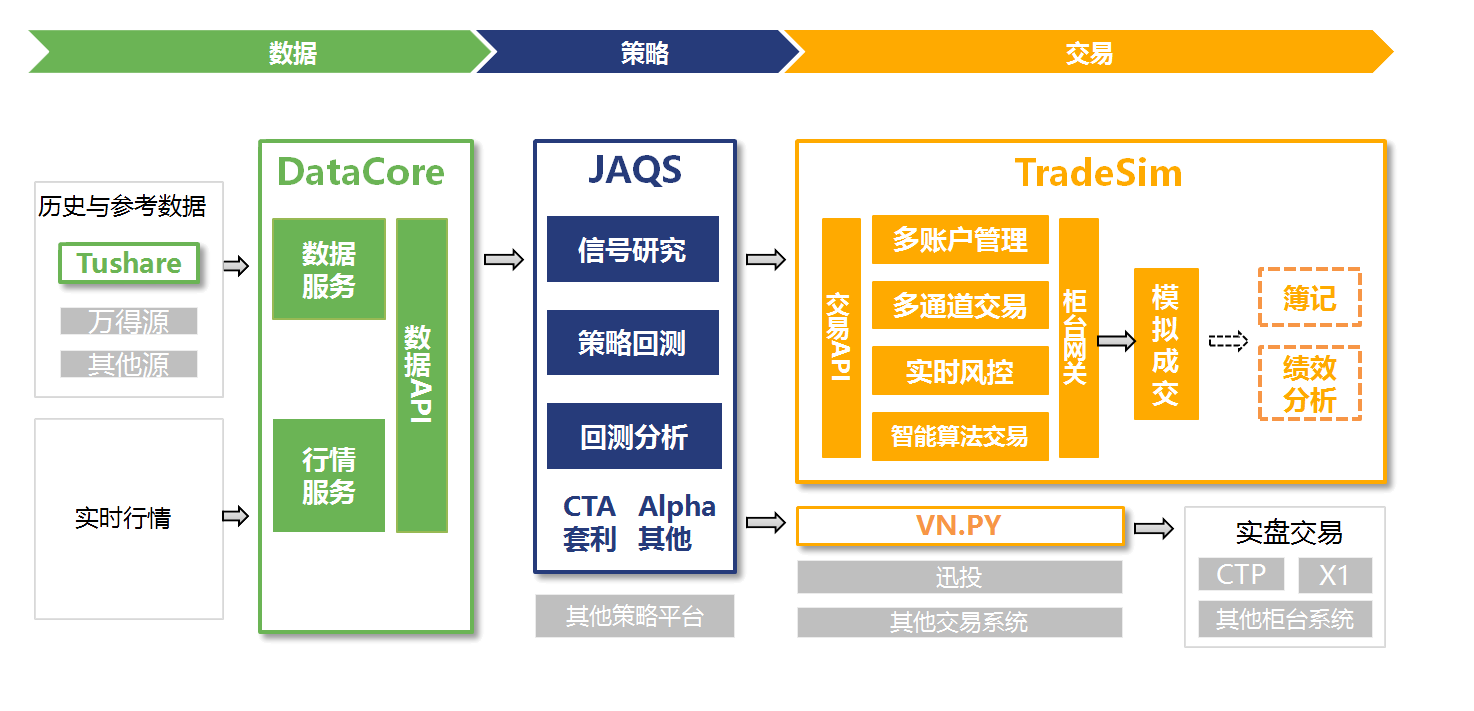 数据
策略
交易
历史与参考数据
Tushare
万得源
其他源
实时行情
DataCore
数据
服务
行情
服务
数据API
JAQS
信号研究
策略回测
回测分析
CTA
Alpha
套利
其他
其他策略平台
TradeSim
交易API
多账户管理
多通道交易
实时风控
智能算法交易
柜台网关
模拟成交
簿记
绩效
分析
VN.PY
迅投
其他交易系统
实盘交易
CTP
X1
其他柜台系统